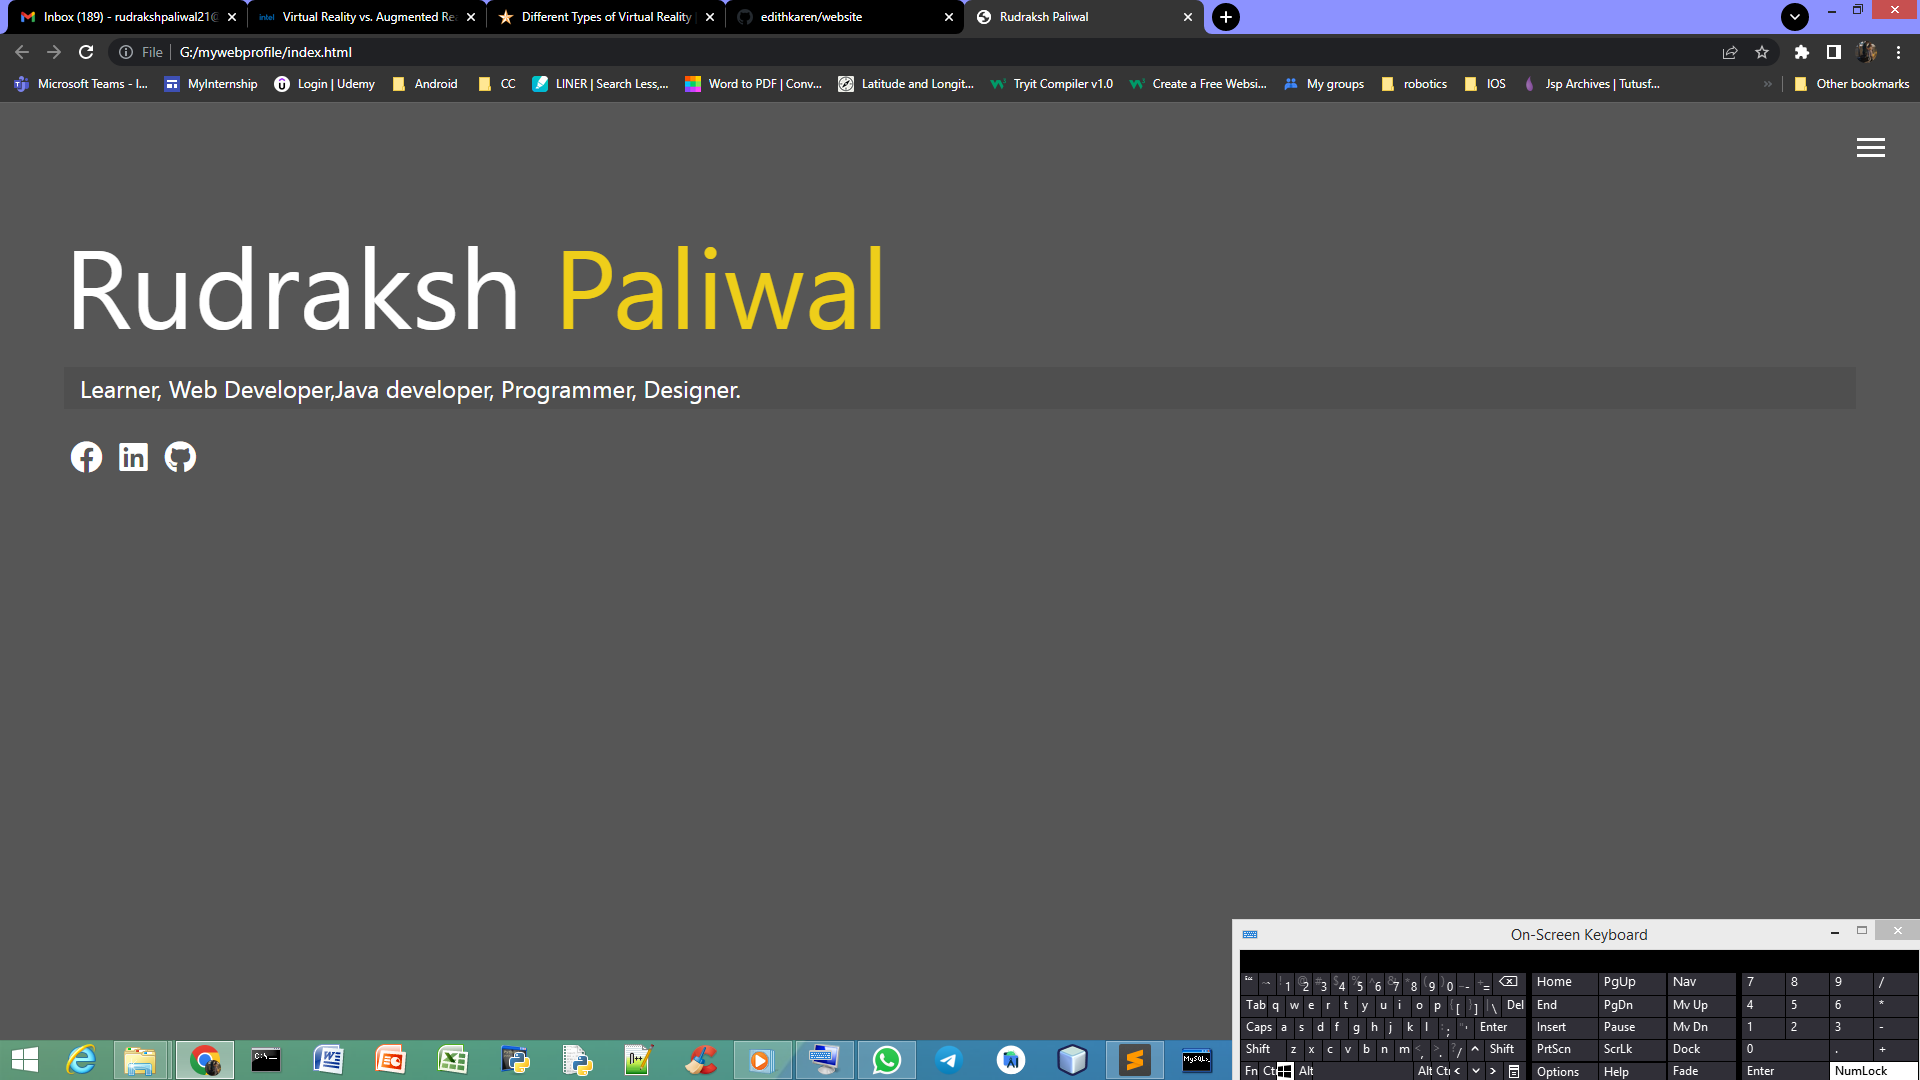 Inbox (189) - rudrakshpaliwal21@
Virtual Reality vs. Augmented Re
Different Types of Virtual Reality
edithkaren/website
Rudraksh Paliwal
File
G:/mywebprofile/index.html
Microsoft Teams - I...
MyInternship
Login | Udemy
Android
CC
LINER | Search Less,...
Word to PDF | Conv...
Latitude and Longit...
Tryit Compiler v1.0
Create a Free Websi...
My groups
robotics
IOS
Jsp Archives | Tutusf...
»
Other bookmarks
Rudraksh Paliwal
Learner, Web Developer,Java developer, Programmer, Designer.
On-Screen Keyboard
1 2 3 4 5 6 7 8 9 0 - = Home PgUp Nav 7 8 9 /
Tab q w e r t y u i o p [ ] \ Del End PgDn Mv Up 4 5 6 *
Caps a s d f g h j k l ; ' Enter Insert Pause Mv Dn 1 2 3 -
Shift z x c v b n m , . / ^ Shift PrtScn ScrLk Dock 0 . +
Fn Ctrl Alt Alt Ctrl < > Options Help Fade Enter NumLock